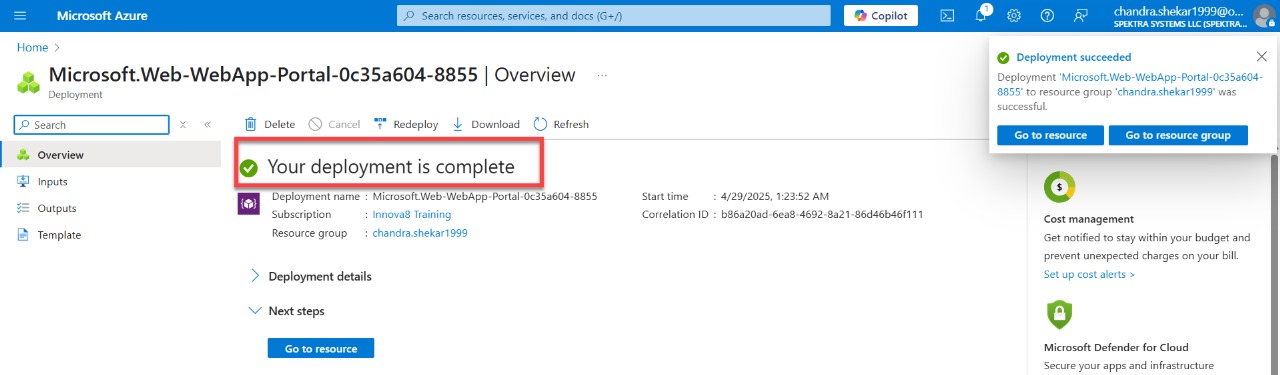 Microsoft Azure
Search resources, services, and docs (G+/)
Copilot
1
chandra.shekar1999@o...
SPEKTRA SYSTEMS LLC (SPEKTRA...
Home >
Microsoft.Web-WebApp-Portal-0c35a604-8855 | Overview ...
Deployment
Search
Overview
Inputs
Outputs
Template
Delete Cancel Redeploy Download Refresh
Your deployment is complete
Deployment name : Microsoft.Web-WebApp-Portal-0c35a604-8855
Subscription : Innova8 Training
Resource group : chandra.shekar1999
Start time : 4/29/2025, 1:23:52 AM
Correlation ID : b86a20ad-6ea8-4692-8a21-86d46b46f111
Deployment details
Next steps
Go to resource
Deployment succeeded
Deployment 'Microsoft.Web-WebApp-Portal-0c35a604-
8855' to resource group 'chandra.shekar1999' was
successful.
Go to resource Go to resource group
Cost management
Get notified to stay within your budget and
prevent unexpected charges on your bill.
Set up cost alerts >
Microsoft Defender for Cloud
Secure your apps and infrastructure